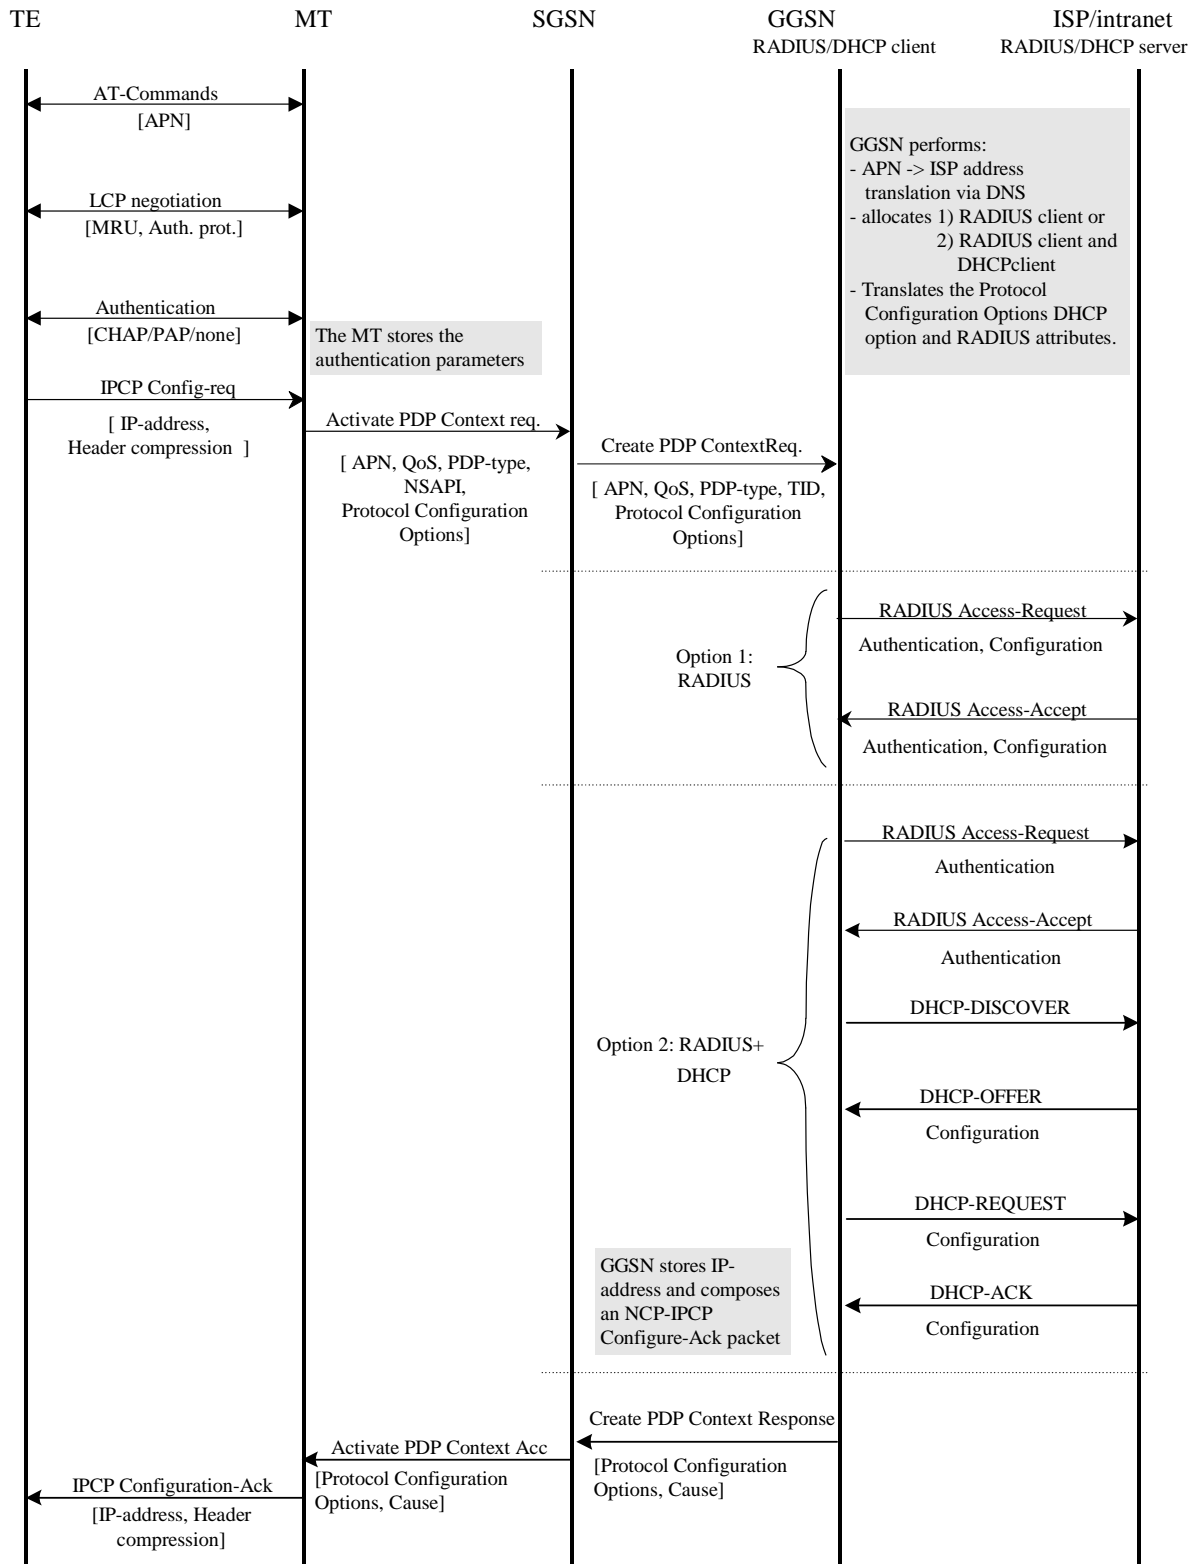 TE
MT
SGSN
GGSN
ISP/intranet
RADIUS/DHCP client
RADIUS/DHCP server
AT-Commands
[APN]
GGSN performs:
- APN -> ISP address
translation via DNS
- allocates 1) RADIUS client or
2) RADIUS client and
DHCPclient
- Translates the Protocol
Configuration Options DHCP
option and RADIUS attributes.
LCP negotiation
[MRU, Auth. prot.]
Authentication
[CHAP/PAP/none]
The MT stores the
authentication parameters
IPCP Config-req
[ IP-address,
Header compression ]
Activate PDP Context req.
[ APN, QoS, PDP-type,
NSAPI,
Protocol Configuration
Options]
Create PDP ContextReq.
[ APN, QoS, PDP-type, TID,
Protocol Configuration
Options]
RADIUS Access-Request
Authentication, Configuration
Option 1:
RADIUS
RADIUS Access-Accept
Authentication, Configuration
RADIUS Access-Request
Authentication
RADIUS Access-Accept
Authentication
DHCP-DISCOVER
Option 2: RADIUS+
DHCP
DHCP-OFFER
Configuration
DHCP-REQUEST
Configuration
GGSN stores IP-
address and composes
an NCP-IPCP
Configure-Ack packet
DHCP-ACK
Configuration
Create PDP Context Response
[Protocol Configuration
Options, Cause]
Activate PDP Context Acc
[Protocol Configuration
Options, Cause]
IPCP Configuration-Ack
[IP-address, Header
compression]